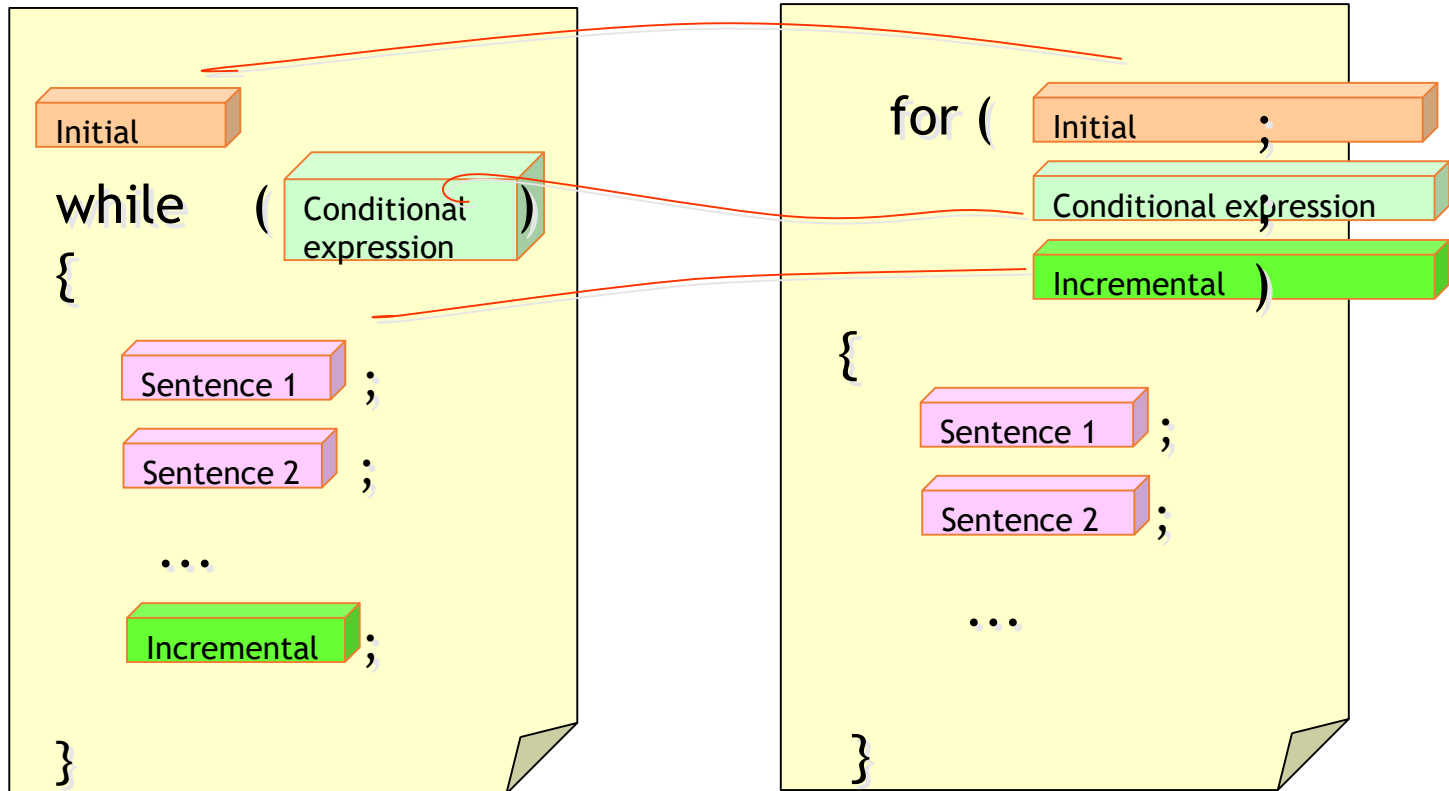 Initial
while ( Conditional expression )
{
Sentence 1 ;
Sentence 2 ;
...
Incremental ;
}
for ( Initial ;
Conditional expression ;
Incremental )
{
Sentence 1 ;
Sentence 2 ;
...
}